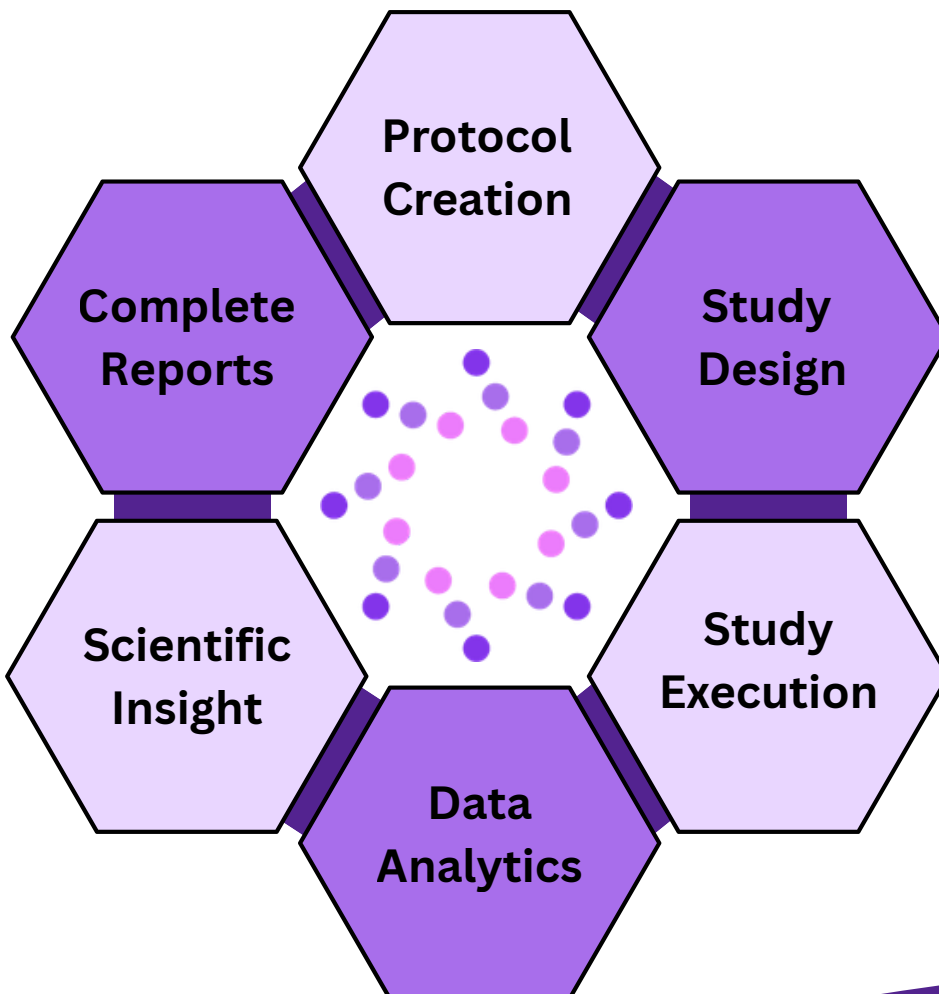 Protocol
Creation
Complete
Reports
Study
Design
Scientific
Insight
Study
Execution
Data
Analytics